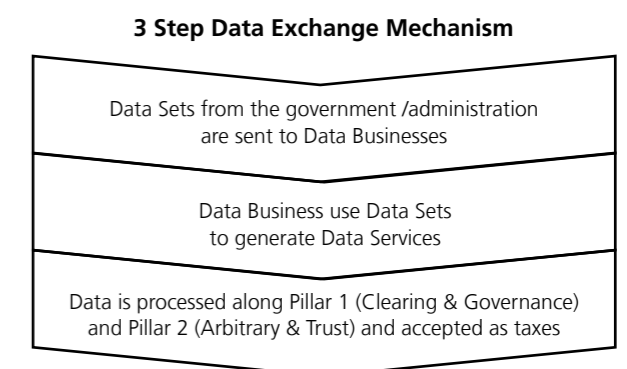 3 Step Data Exchange Mechanism
Data Sets from the government /administration
are sent to Data Businesses
Data Business use Data Sets
to generate Data Services
Data is processed along Pillar 1 (Clearing & Governance)
and Pillar 2 (Arbitrary & Trust) and accepted as taxes